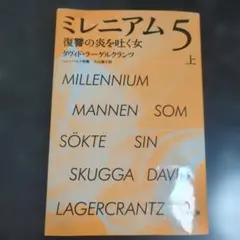 ミレニアム5
復讐の炎を吐く女
上
ダヴィド・ラーゲルクランツ
MILLENNIUM
MANNEN SOM
SÖKTE SIN
SKUGGA DAVID
LAGERCRANTZ